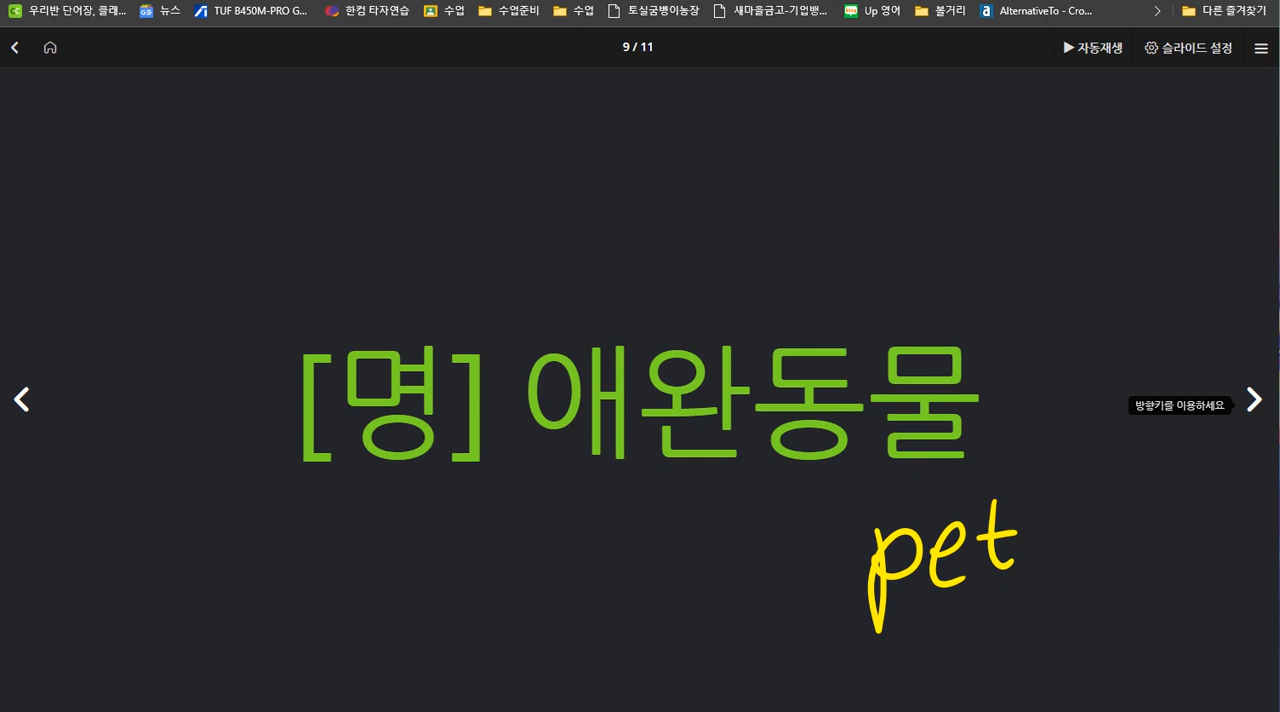 우리반 단어장, 클래... 뉴스 TUF B450M-PRO G... 한컴 타자연습 수업 수업준비 수업 토실굼벵이농장 새마을금고-기업뱅... Up 영어 볼거리 AlternativeTo - Cro... 다른 즐겨찾기
9 / 11 자동재생 슬라이드 설정
[명] 애완동물
방향키를 이용하세요
pet